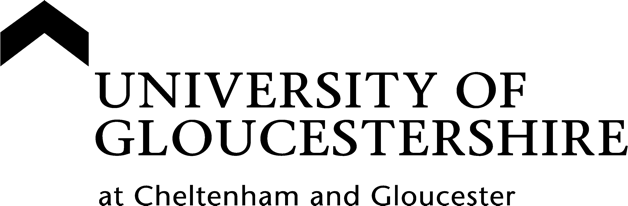 UNIVERSITY OF
GLOUCESTERSHIRE
at Cheltenham and Gloucester